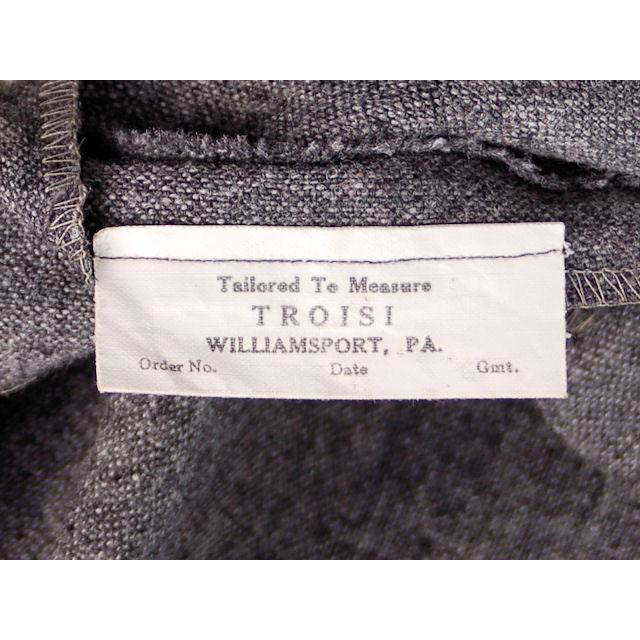 Tailored To Measure
TROISI
WILLIAMSPORT, PA.
Order No. Date Gmt.